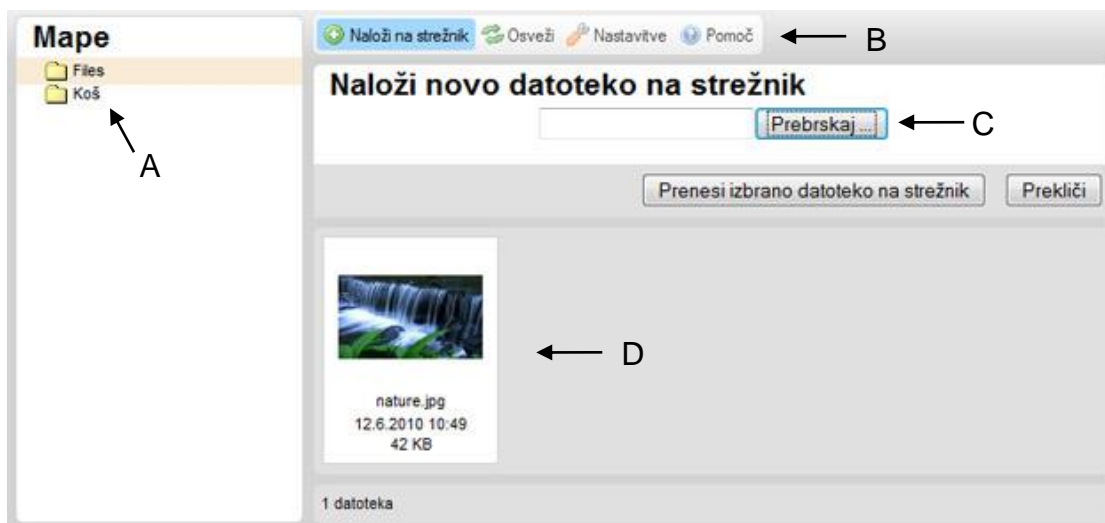 Mape
Files
Koš
A
Naloži na strežnik Osveži Nastavitve Pomoč B
Naloži novo datoteko na strežnik
Prebrskaj ... C
Prenesi izbrano datoteko na strežnik Prekliči
D
nature.jpg
12.6.2010 10:49
42 KB
1 datoteka